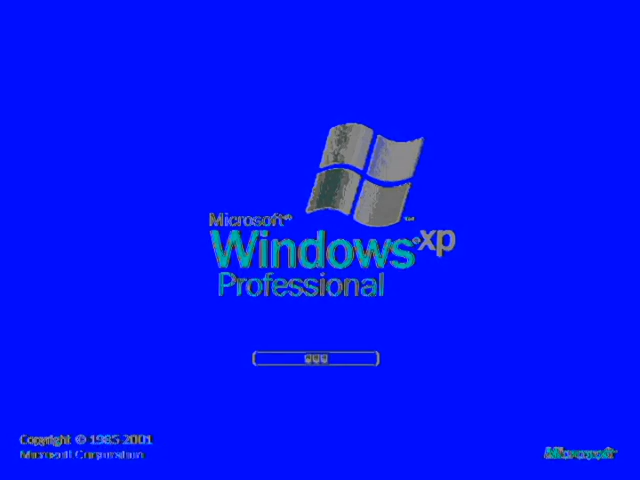 Microsoft®
Windows® xp
Professional
Copyright © 1985-2001
Microsoft Corporation
Microsoft